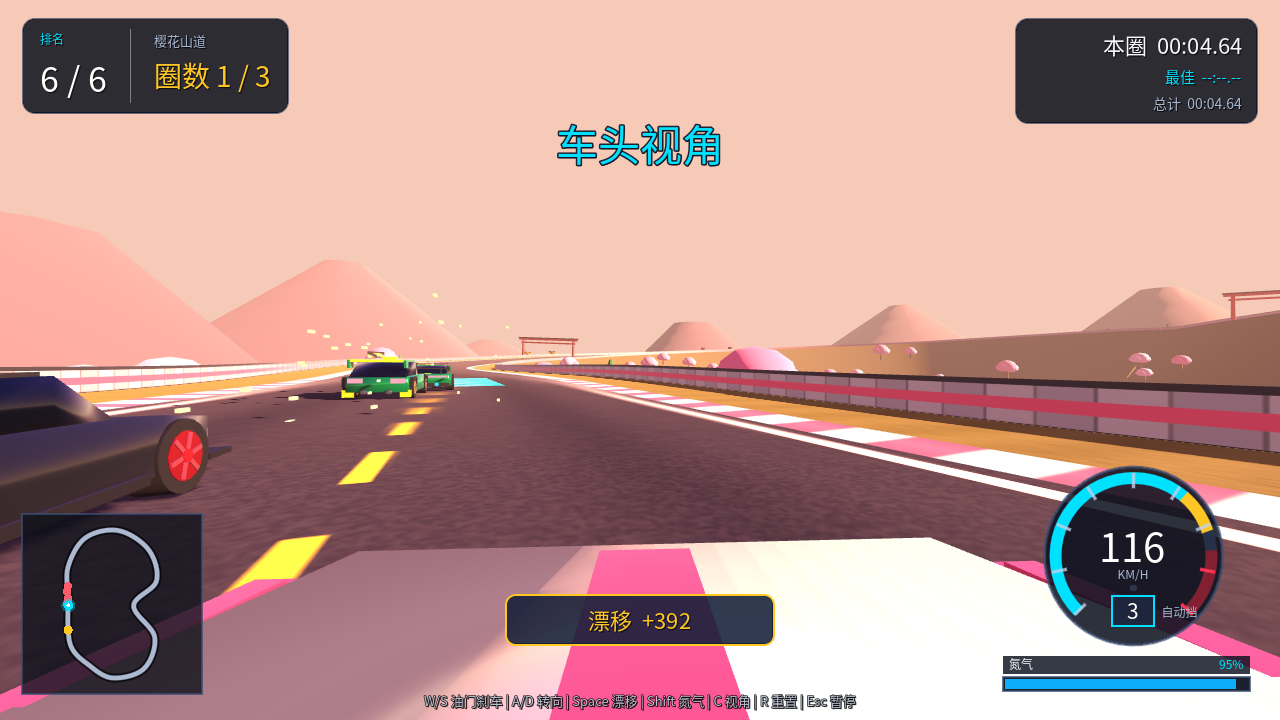 排名
6 / 6
樱花山道
圈数 1 / 3
本圈 00:04.64
最佳 --:--.--
总计 00:04.64
车头视角
116
KM/H
3
自动挡
漂移 +392
氮气 95%
W/S 油门刹车 | A/D 转向 | Space 漂移 | Shift 氮气 | C 视角 | R 重置 | Esc 暂停